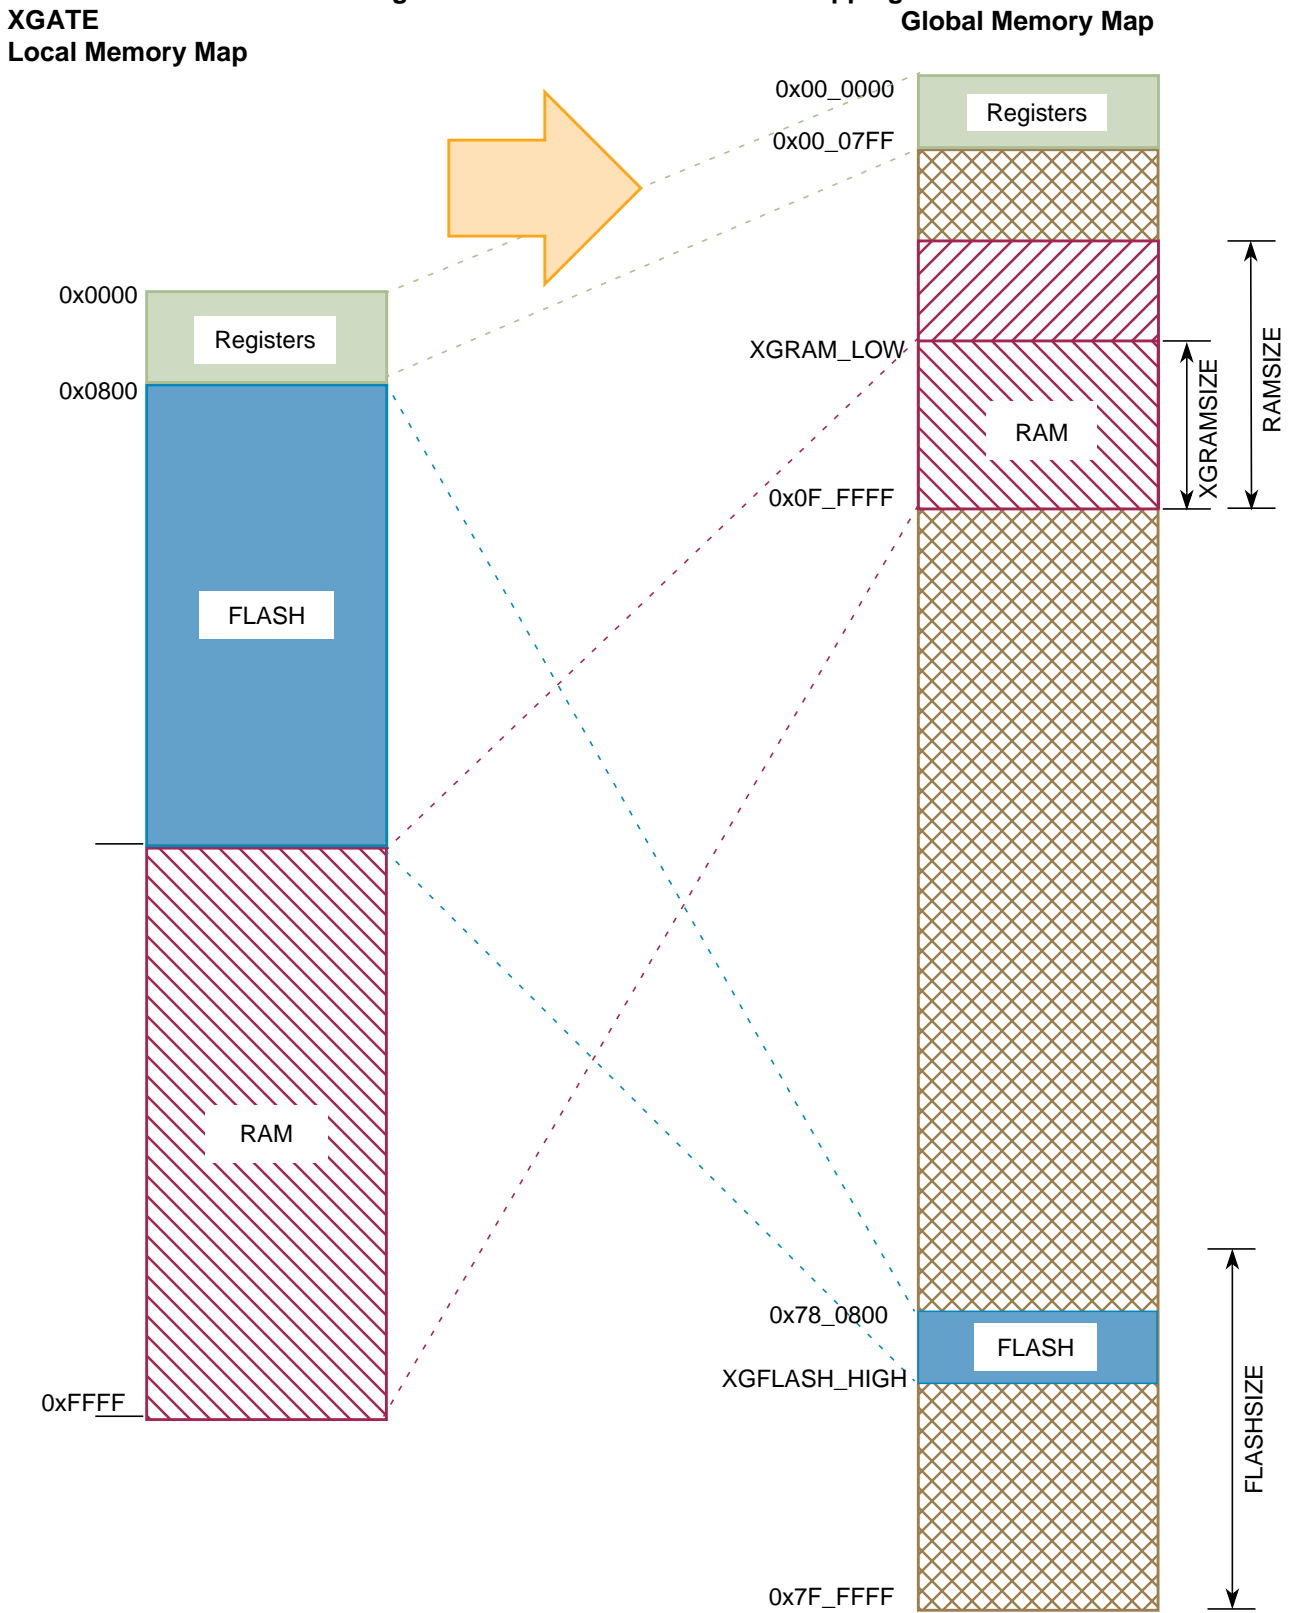 XGATE
Local Memory Map
Global Memory Map
0x00_0000
Registers
0x00_07FF
0x0000
Registers
XGRAM_LOW
0x0800
RAM
XGRAMSIZE
RAMSIZE
0x0F_FFFF
FLASH
RAM
0x78_0800
FLASH
XGFLASH_HIGH
0xFFFF
FLASHSIZE
0x7F_FFFF